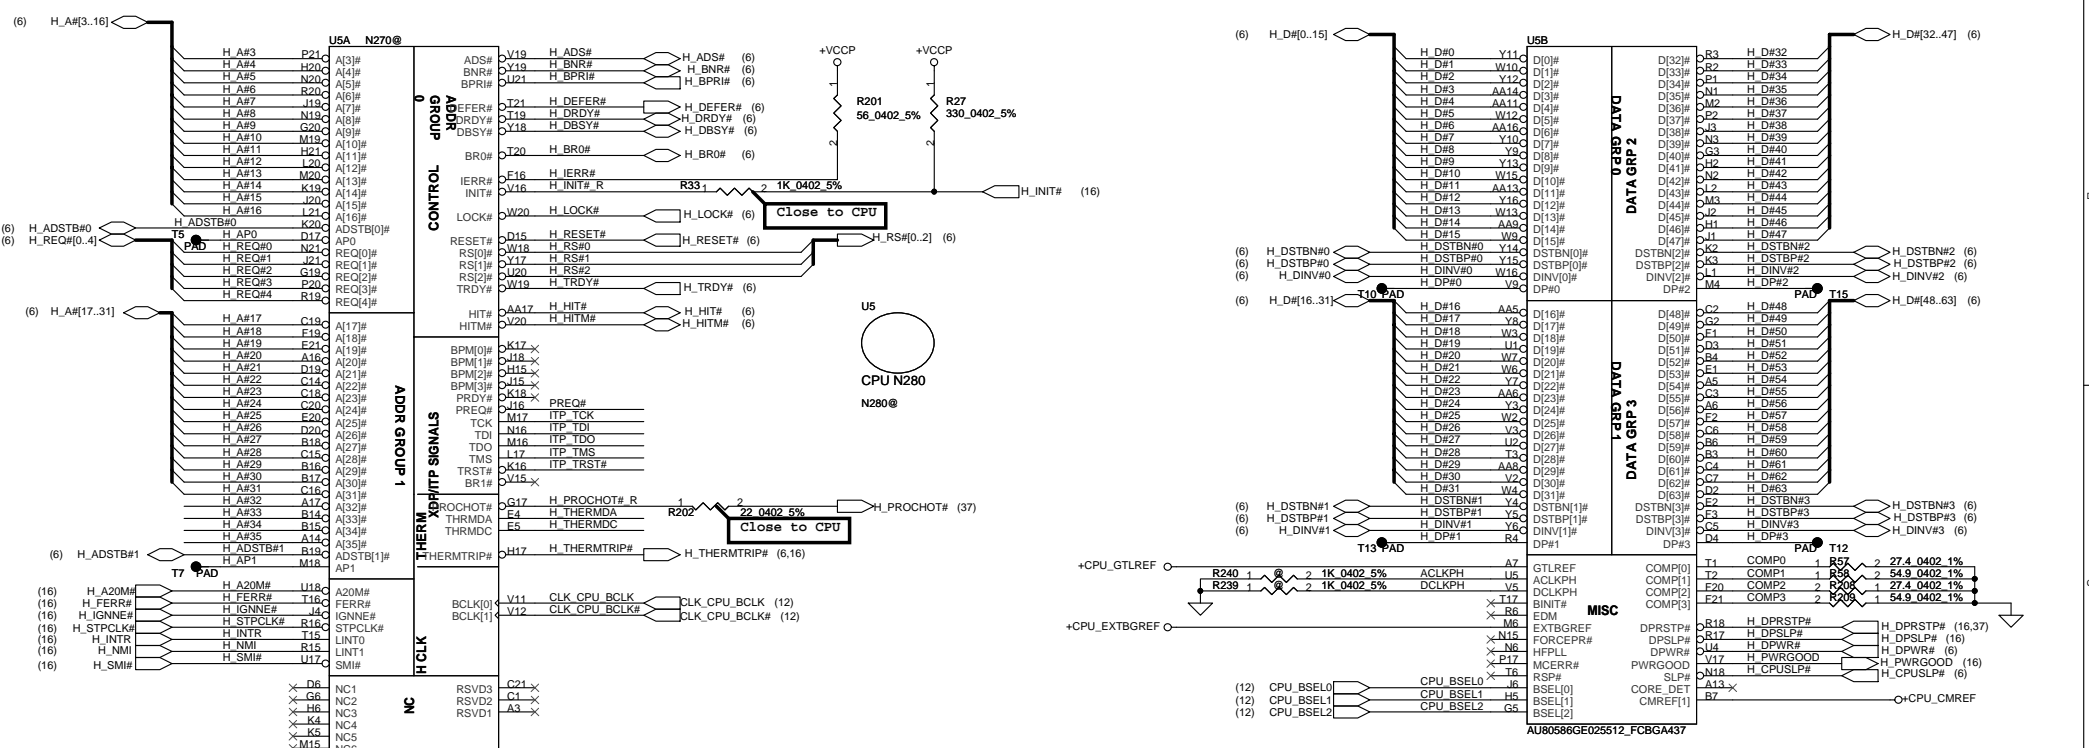 (6) H_A#[3..16]
U5A N270@
H_A#3 P21 A[3]#
H_A#4 H20 A[4]#
H_A#5 N20 A[5]#
H_A#6 R20 A[6]#
H_A#7 J19 A[7]#
H_A#8 N19 A[8]#
H_A#9 G20 A[9]#
H_A#10 M19 A[10]#
H_A#11 H21 A[11]#
H_A#12 L20 A[12]#
H_A#13 M20 A[13]#
H_A#14 K19 A[14]#
H_A#15 J20 A[15]#
H_A#16 L21 A[16]#
(6) H_ADSTB#0 H_ADSTB#0 K20 ADSTB[0]#
T5 PAD H_AP0 D17 AP0
(6) H_REQ#[0..4]
H_REQ#0 N21 REQ[0]#
H_REQ#1 J21 REQ[1]#
H_REQ#2 G19 REQ[2]#
H_REQ#3 P20 REQ[3]#
H_REQ#4 R19 REQ[4]#
(6) H_A#[17..31]
H_A#17 C19 A[17]#
H_A#18 F19 A[18]#
H_A#19 E21 A[19]#
H_A#20 A16 A[20]#
H_A#21 D19 A[21]#
H_A#22 C14 A[22]#
H_A#23 C18 A[23]#
H_A#24 C20 A[24]#
H_A#25 E20 A[25]#
H_A#26 D20 A[26]#
H_A#27 B18 A[27]#
H_A#28 C15 A[28]#
H_A#29 B16 A[29]#
H_A#30 B17 A[30]#
H_A#31 C16 A[31]#
H_A#32 A17 A[32]#
H_A#33 B14 A[33]#
H_A#34 B15 A[34]#
H_A#35 A14 A[35]#
(6) H_ADSTB#1 H_ADSTB#1 B19 ADSTB[1]#
T7 PAD H_AP1 M18 AP1
(16) H_A20M# H_A20M# U18 A20M#
(16) H_FERR# H_FERR# T16 FERR#
(16) H_IGNNE# H_IGNNE# J4 IGNNE#
(16) H_STPCLK# H_STPCLK# R16 STPCLK#
(16) H_INTR H_INTR T15 LINT0
(16) H_NMI H_NMI R15 LINT1
(16) H_SMI# H_SMI# U17 SMI#
D6 NC1
G6 NC2
H6 NC3
K4 NC4
K5 NC5
M15
ADDR GROUP 0
CONTROL
ADDR GROUP 1
XDP/ITP SIGNALS
THERM
H CLK
NC
ADS# V19 H_ADS# H_ADS# (6)
BNR# Y19 H_BNR# H_BNR# (6)
BPRI# U21 H_BPRI# H_BPRI# (6)
DEFER# T21 H_DEFER# H_DEFER# (6)
DRDY# T19 H_DRDY# H_DRDY# (6)
DBSY# Y18 H_DBSY# H_DBSY# (6)
BR0# T20 H_BR0# H_BR0# (6)
IERR# F16 H_IERR#
INIT# V16 H_INIT#_R R33 1 2 1K_0402_5% H_INIT# (16)
Close to CPU
LOCK# W20 H_LOCK# H_LOCK# (6)
RESET# D15 H_RESET# H_RESET# (6)
RS[0]# W18 H_RS#0 H_RS#[0..2] (6)
RS[1]# Y17 H_RS#1
RS[2]# U20 H_RS#2
TRDY# W19 H_TRDY# H_TRDY# (6)
HIT# AA17 H_HIT# H_HIT# (6)
HITM# V20 H_HITM# H_HITM# (6)
BPM[0]# K17
BPM[1]# J18
BPM[2]# H15
BPM[3]# J15
PRDY# K18
PREQ# J16 PREQ#
TCK M17 ITP_TCK
TDI N16 ITP_TDI
TDO M16 ITP_TDO
TMS L17 ITP_TMS
TRST# K16 ITP_TRST#
BR1# V15
PROCHOT# G17 H_PROCHOT#_R R202 1 2 22_0402_5% H_PROCHOT# (37)
Close to CPU
THRMDA E4 H_THERMDA
THRMDC E5 H_THERMDC
THERMTRIP# H17 H_THERMTRIP# H_THERMTRIP# (6,16)
BCLK[0] V11 CLK_CPU_BCLK CLK_CPU_BCLK (12)
BCLK[1] V12 CLK_CPU_BCLK# CLK_CPU_BCLK# (12)
RSVD3 C21
RSVD2 C1
RSVD1 A3
+VCCP +VCCP
1 R201 56_0402_5% 2
1 R27 330_0402_5% 2
U5
CPU N280
N280@
U5B
(6) H_D#[0..15]
H_D#0 Y11 D[0]#
H_D#1 W10 D[1]#
H_D#2 Y12 D[2]#
H_D#3 AA14 D[3]#
H_D#4 AA11 D[4]#
H_D#5 W12 D[5]#
H_D#6 AA16 D[6]#
H_D#7 Y10 D[7]#
H_D#8 Y9 D[8]#
H_D#9 Y13 D[9]#
H_D#10 W15 D[10]#
H_D#11 AA13 D[11]#
H_D#12 Y16 D[12]#
H_D#13 W13 D[13]#
H_D#14 AA9 D[14]#
H_D#15 W9 D[15]#
(6) H_DSTBN#0 H_DSTBN#0 Y14 DSTBN[0]#
(6) H_DSTBP#0 H_DSTBP#0 Y15 DSTBP[0]#
(6) H_DINV#0 H_DINV#0 W16 DINV[0]#
T10 PAD H_DP#0 V9 DP#0
(6) H_D#[16..31]
H_D#16 AA5 D[16]#
H_D#17 Y8 D[17]#
H_D#18 W3 D[18]#
H_D#19 U1 D[19]#
H_D#20 W7 D[20]#
H_D#21 W6 D[21]#
H_D#22 Y7 D[22]#
H_D#23 AA6 D[23]#
H_D#24 Y3 D[24]#
H_D#25 W2 D[25]#
H_D#26 V3 D[26]#
H_D#27 U2 D[27]#
H_D#28 T3 D[28]#
H_D#29 AA8 D[29]#
H_D#30 V2 D[30]#
H_D#31 W4 D[31]#
(6) H_DSTBN#1 H_DSTBN#1 Y4 DSTBN[1]#
(6) H_DSTBP#1 H_DSTBP#1 Y5 DSTBP[1]#
(6) H_DINV#1 H_DINV#1 Y6 DINV[1]#
T13 PAD H_DP#1 R4 DP#1
DATA GRP 0
DATA GRP 2
DATA GRP 1
DATA GRP 3
MISC
H_D#[32..47] (6)
D[32]# R3 H_D#32
D[33]# R2 H_D#33
D[34]# P1 H_D#34
D[35]# N1 H_D#35
D[36]# M2 H_D#36
D[37]# P2 H_D#37
D[38]# J3 H_D#38
D[39]# N3 H_D#39
D[40]# G3 H_D#40
D[41]# H2 H_D#41
D[42]# N2 H_D#42
D[43]# L2 H_D#43
D[44]# M3 H_D#44
D[45]# J2 H_D#45
D[46]# H1 H_D#46
D[47]# J1 H_D#47
DSTBN[2]# K2 H_DSTBN#2 H_DSTBN#2 (6)
DSTBP[2]# K3 H_DSTBP#2 H_DSTBP#2 (6)
DINV[2]# L1 H_DINV#2 H_DINV#2 (6)
DP#2 M4 H_DP#2 PAD T15
H_D#[48..63] (6)
D[48]# C2 H_D#48
D[49]# G2 H_D#49
D[50]# F1 H_D#50
D[51]# D3 H_D#51
D[52]# B4 H_D#52
D[53]# E1 H_D#53
D[54]# A5 H_D#54
D[55]# C3 H_D#55
D[56]# A6 H_D#56
D[57]# F2 H_D#57
D[58]# C6 H_D#58
D[59]# B6 H_D#59
D[60]# B3 H_D#60
D[61]# C4 H_D#61
D[62]# C7 H_D#62
D[63]# D2 H_D#63
DSTBN[3]# E2 H_DSTBN#3 H_DSTBN#3 (6)
DSTBP[3]# F3 H_DSTBP#3 H_DSTBP#3 (6)
DINV[3]# C5 H_DINV#3 H_DINV#3 (6)
DP#3 D4 H_DP#3 PAD T12
+CPU_GTLREF A7 GTLREF
R240 1 @ 2 1K_0402_5% ACLKPH U5 ACLKPH
R239 1 @ 2 1K_0402_5% DCLKPH V5 DCLKPH
T17 BINIT#
R6 EDM
+CPU_EXTBGREF M6 EXTBGREF
N15 FORCEPR#
N6 HFPLL
P17 MCERR#
T6 RSP#
(12) CPU_BSEL0 CPU_BSEL0 J6 BSEL[0]
(12) CPU_BSEL1 CPU_BSEL1 H5 BSEL[1]
(12) CPU_BSEL2 CPU_BSEL2 G5 BSEL[2]
COMP[0] T1 COMP0 1 R57 2 27.4_0402_1%
COMP[1] T2 COMP1 1 R58 2 54.9_0402_1%
COMP[2] F20 COMP2 2 R208 1 27.4_0402_1%
COMP[3] F21 COMP3 2 R209 1 54.9_0402_1%
DPRSTP# R18 H_DPRSTP# H_DPRSTP# (16,37)
DPSLP# R17 H_DPSLP# H_DPSLP# (16)
DPWR# U4 H_DPWR# H_DPWR# (6)
PWRGOOD V17 H_PWRGOOD H_PWRGOOD (16)
SLP# N18 H_CPUSLP# H_CPUSLP# (6)
CORE_DET A13
CMREF[1] B7 +CPU_CMREF
AU80586GE025512_FCBGA437